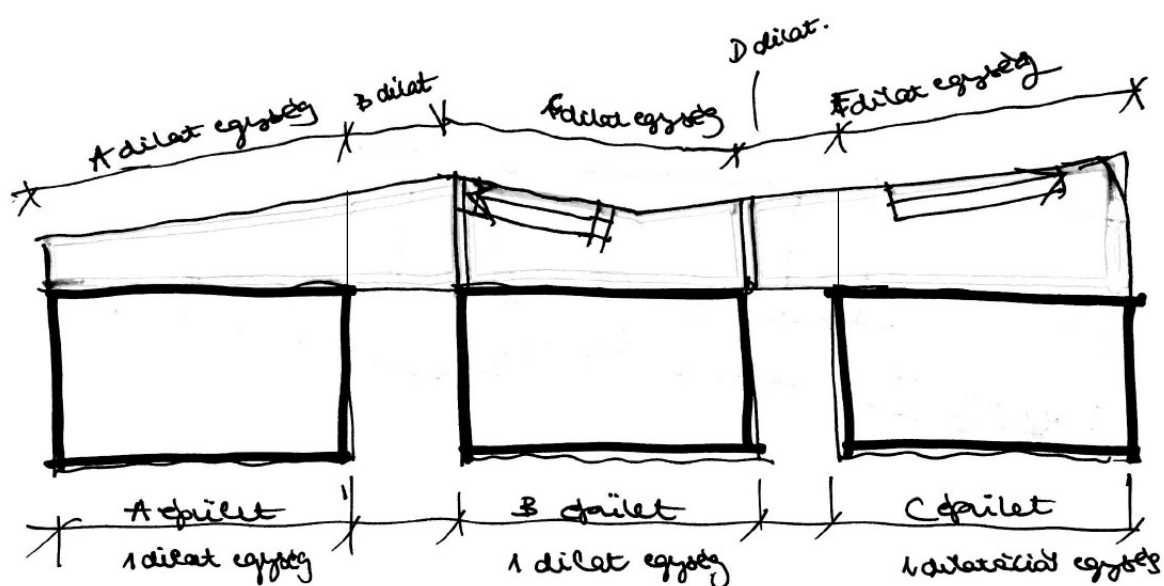 A dilat egység
B dilat
C dilat egység
D dilat.
E dilat egység
A épület
B épület
C épület
1 dilat egység
1 dilat egység
1 dilatációs egység